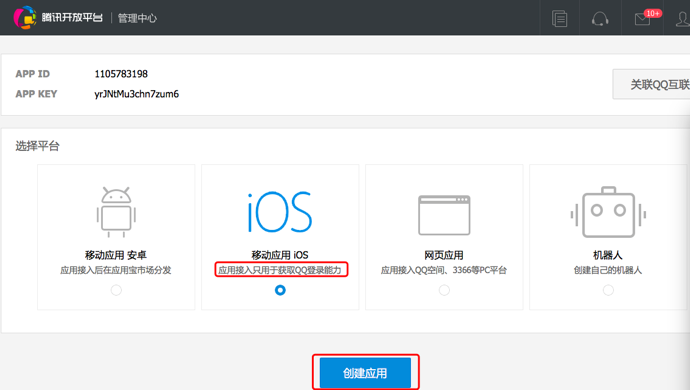 腾讯开放平台 管理中心
10+
APP ID 1105783198
APP KEY yrJNtMu3chn7zum6
关联QQ互联
选择平台
iOS
移动应用 安卓
应用接入后在应用宝市场分发
移动应用 iOS
应用接入只用于获取QQ登录能力
网页应用
应用接入QQ空间、3366等PC平台
机器人
创建自己的机器人
创建应用